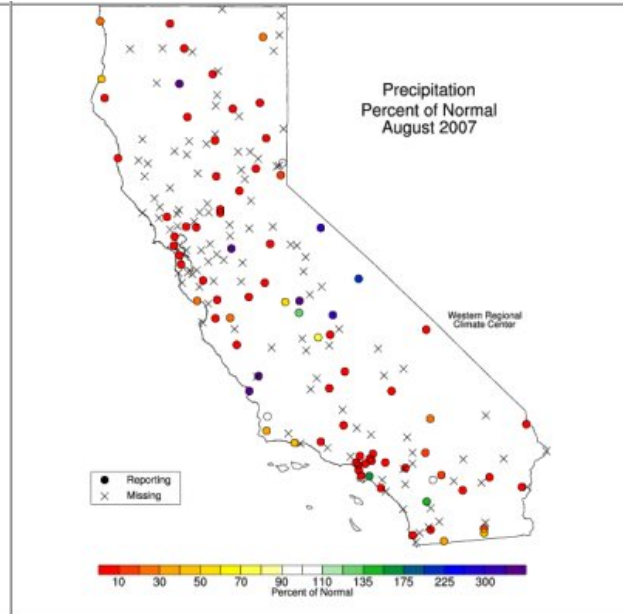 Precipitation
Percent of Normal
August 2007
Western Regional
Climate Center
Reporting
Missing
10 30 50 70 90 110 135 175 225 300
Percent of Normal